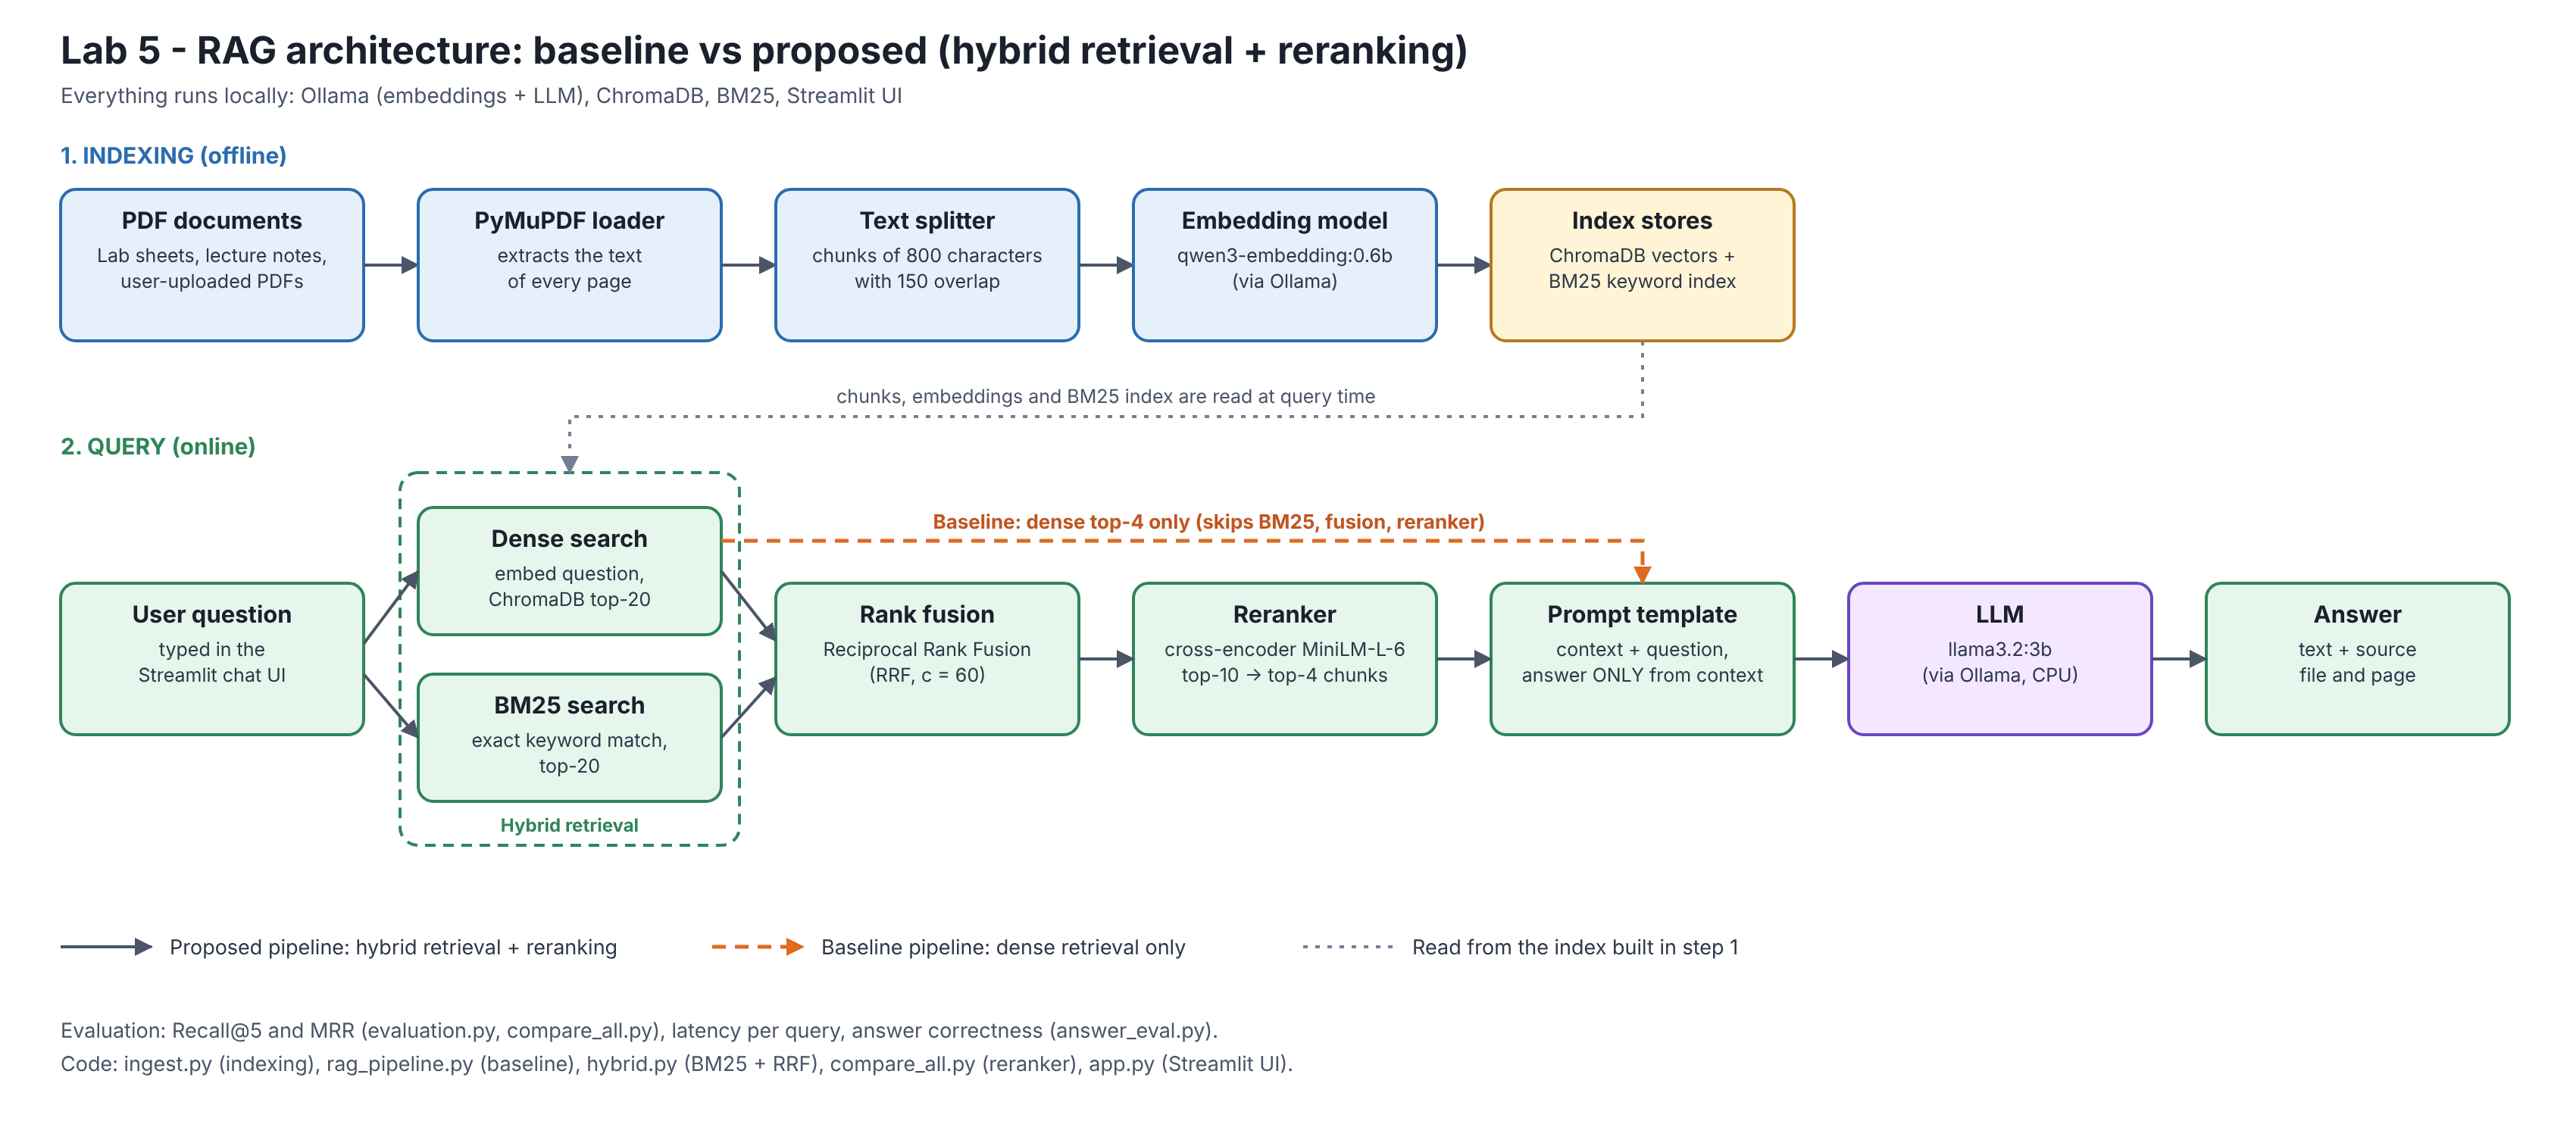 Lab 5 - RAG architecture: baseline vs proposed (hybrid retrieval + reranking)
Everything runs locally: Ollama (embeddings + LLM), ChromaDB, BM25, Streamlit UI
1. INDEXING (offline)
PDF documents
Lab sheets, lecture notes,
user-uploaded PDFs
PyMuPDF loader
extracts the text
of every page
Text splitter
chunks of 800 characters
with 150 overlap
Embedding model
qwen3-embedding:0.6b
(via Ollama)
Index stores
ChromaDB vectors +
BM25 keyword index
chunks, embeddings and BM25 index are read at query time
2. QUERY (online)
User question
typed in the
Streamlit chat UI
Dense search
embed question,
ChromaDB top-20
BM25 search
exact keyword match,
top-20
Hybrid retrieval
Baseline: dense top-4 only (skips BM25, fusion, reranker)
Rank fusion
Reciprocal Rank Fusion
(RRF, c = 60)
Reranker
cross-encoder MiniLM-L-6
top-10 → top-4 chunks
Prompt template
context + question,
answer ONLY from context
LLM
llama3.2:3b
(via Ollama, CPU)
Answer
text + source
file and page
Proposed pipeline: hybrid retrieval + reranking
Baseline pipeline: dense retrieval only
Read from the index built in step 1
Evaluation: Recall@5 and MRR (evaluation.py, compare_all.py), latency per query, answer correctness (answer_eval.py).
Code: ingest.py (indexing), rag_pipeline.py (baseline), hybrid.py (BM25 + RRF), compare_all.py (reranker), app.py (Streamlit UI).